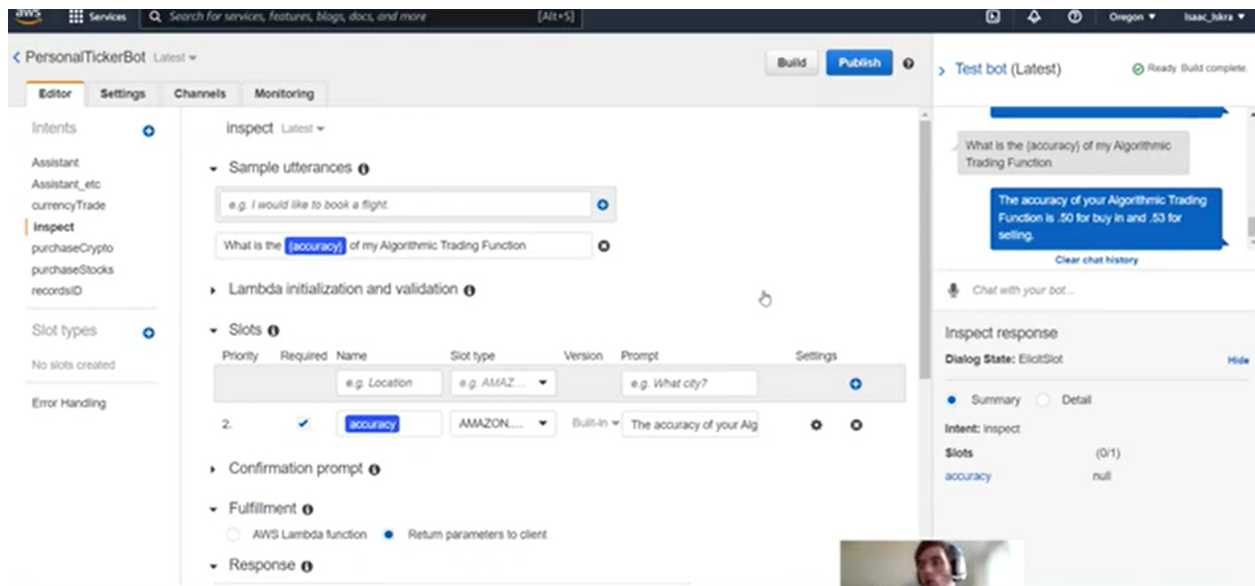 aws Services Search for services, features, blogs, docs, and more [Alt+S] Oregon Isaac_Iskra
PersonalTickerBot Latest
Build Publish
Editor Settings Channels Monitoring
Intents
Assistant
Assistant_etc
currencyTrade
inspect
purchaseCrypto
purchaseStocks
recordsID
Slot types
No slots created
Error Handling
inspect Latest
Sample utterances
e.g. I would like to book a flight.
What is the {accuracy} of my Algorithmic Trading Function
Lambda initialization and validation
Slots
Priority Required Name Slot type Version Prompt Settings
e.g. Location e.g. AMAZ... e.g. What city?
2. accuracy AMAZON.... Built-in The accuracy of your Alg
Confirmation prompt
Fulfillment
AWS Lambda function Return parameters to client
Response
Test bot (Latest) Ready. Build complete.
What is the {accuracy} of my Algorithmic
Trading Function
The accuracy of your Algorithmic Trading
Function is .50 for buy in and .53 for
selling.
Clear chat history
Chat with your bot...
Inspect response
Dialog State: ElicitSlot Hide
Summary Detail
Intent: inspect
Slots (0/1)
accuracy null